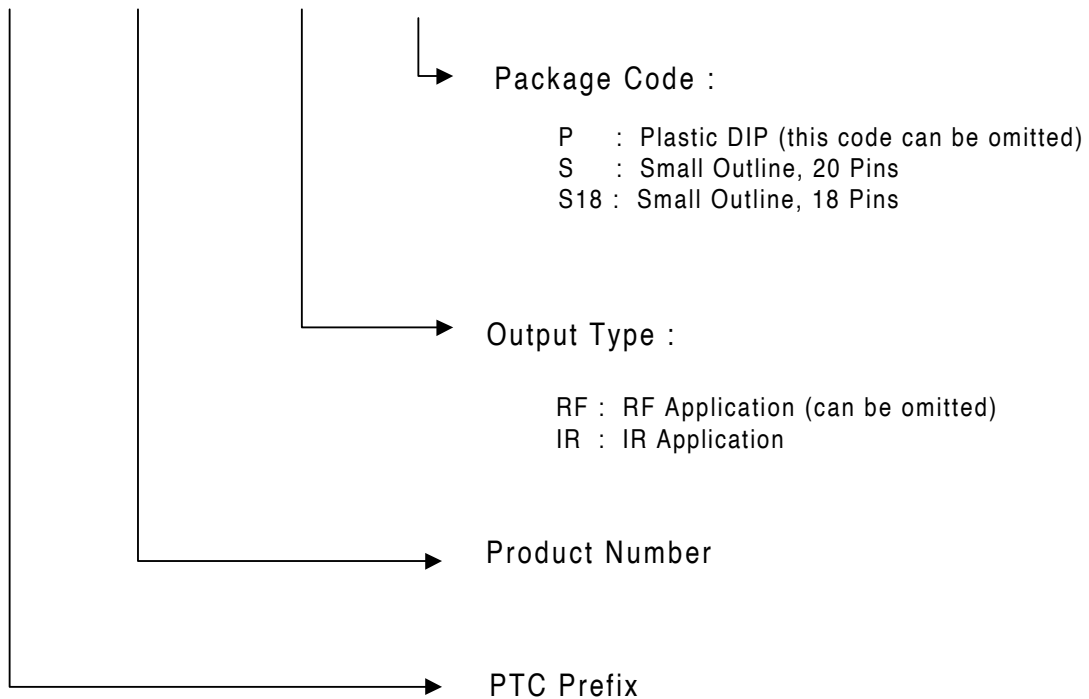 Package Code :
P : Plastic DIP (this code can be omitted)
S : Small Outline, 20 Pins
S18 : Small Outline, 18 Pins
Output Type :
RF : RF Application (can be omitted)
IR : IR Application
Product Number
PTC Prefix